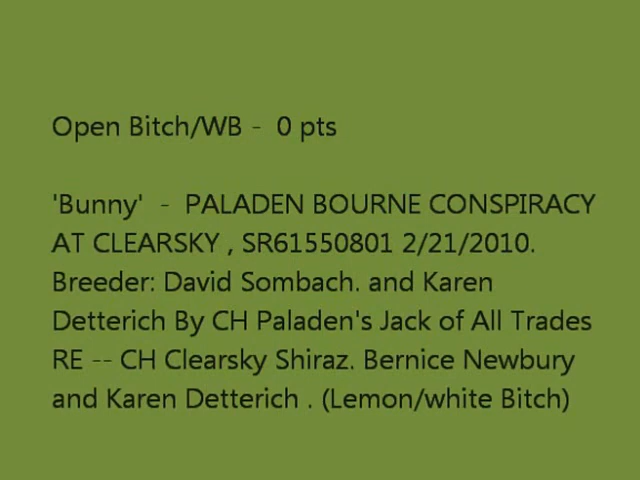 Open Bitch/WB - 0 pts
'Bunny' - PALADEN BOURNE CONSPIRACY
AT CLEARSKY , SR61550801 2/21/2010.
Breeder: David Sombach. and Karen
Detterich By CH Paladen's Jack of All Trades
RE -- CH Clearsky Shiraz. Bernice Newbury
and Karen Detterich . (Lemon/white Bitch)